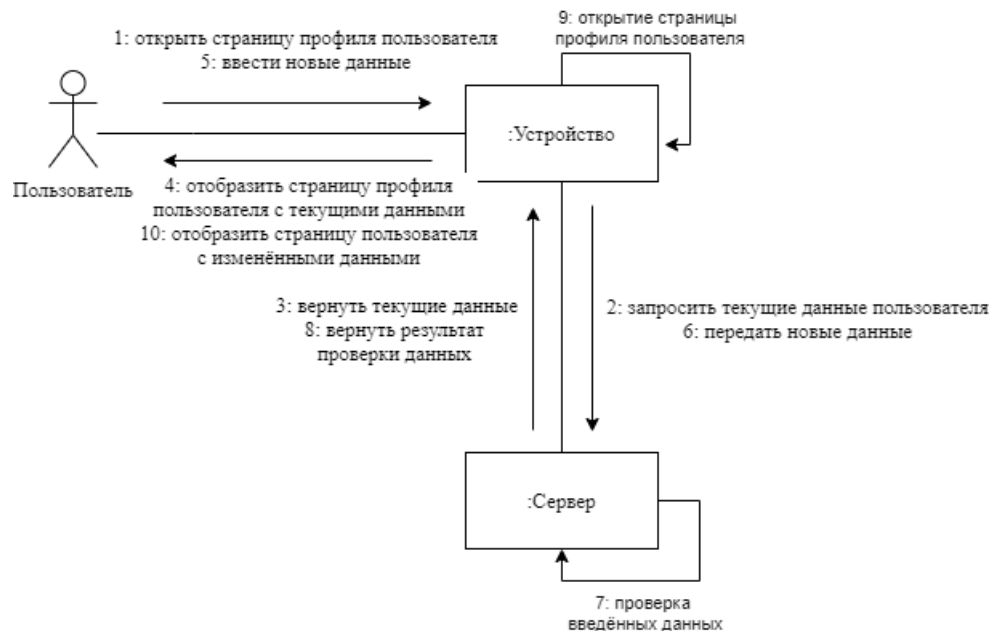 9: открытие страницы
профиля пользователя
1: открыть страницу профиля пользователя
5: ввести новые данные
:Устройство
Пользователь
4: отобразить страницу профиля
пользователя с текущими данными
10: отобразить страницу пользователя
с изменёнными данными
3: вернуть текущие данные
8: вернуть результат
проверки данных
2: запросить текущие данные пользователя
6: передать новые данные
:Сервер
7: проверка
введённых данных